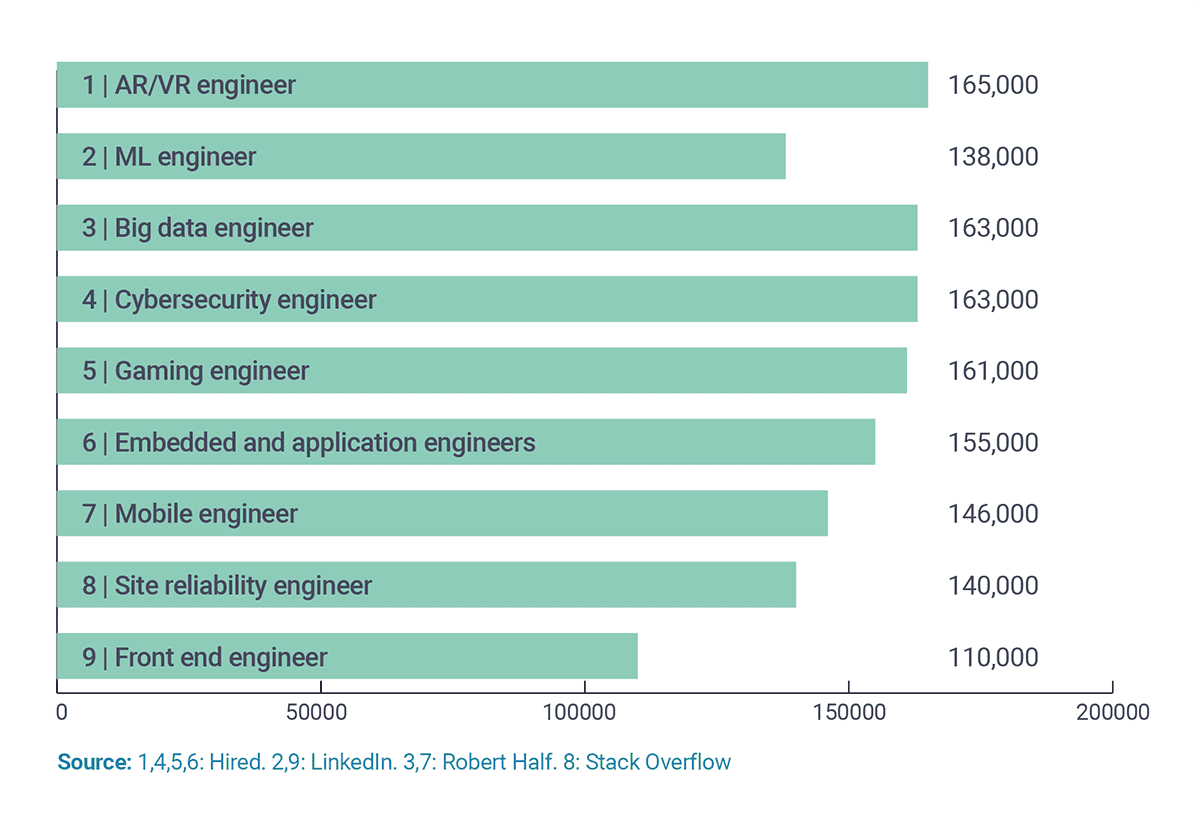 1 | AR/VR engineer 165,000
2 | ML engineer 138,000
3 | Big data engineer 163,000
4 | Cybersecurity engineer 163,000
5 | Gaming engineer 161,000
6 | Embedded and application engineers 155,000
7 | Mobile engineer 146,000
8 | Site reliability engineer 140,000
9 | Front end engineer 110,000
0 50000 100000 150000 200000
Source: 1,4,5,6: Hired. 2,9: LinkedIn. 3,7: Robert Half. 8: Stack Overflow